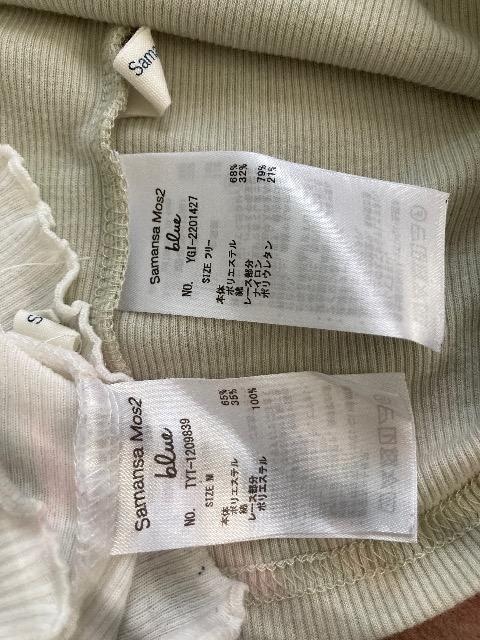 Samansa Mos2
blue
NO. YGI-2201427
SIZE フリー
本体
ポリエステル 68%
綿 32%
レース部分
ナイロン 79%
ポリウレタン 21%
Samansa Mos2
blue
NO. TYT-1209839
SIZE M
本体
ポリエステル 65%
綿 35%
レース部分
ポリエステル 100%
Sama
S